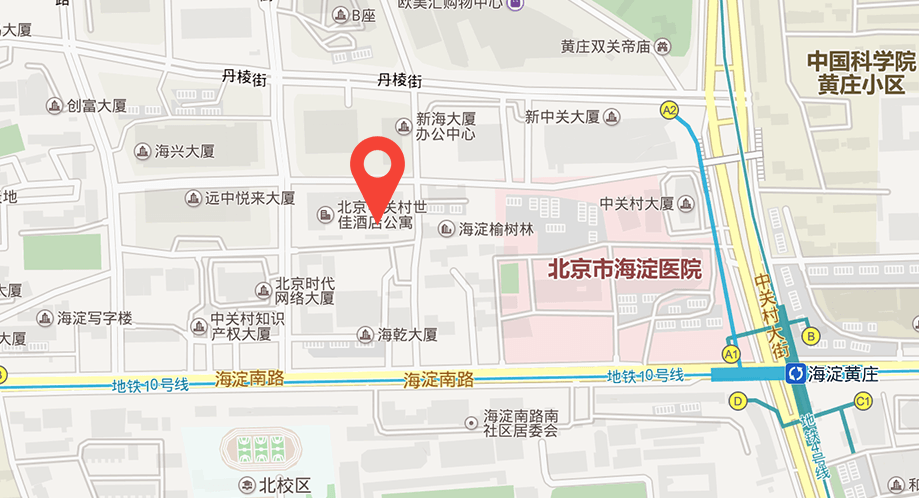 欧美汇购物中心
B座
黄庄双关帝庙
中国科学院
黄庄小区
丹棱街
丹棱街
创富大厦
A2
新海大厦
办公中心
新中关大厦
海兴大厦
远中悦来大厦
中关村大厦
北京
关村世
佳酒店公寓
海淀榆树林
北京市海淀医院
北京时代
网络大厦
中关村大街
海淀写字楼
中关村知识
产权大厦
海乾大厦
B
A1
地铁10号线
海淀南路
海淀南路
地铁10号线
海淀黄庄
D
C1
海淀南路南
社区居委会
地铁4号线
北校区